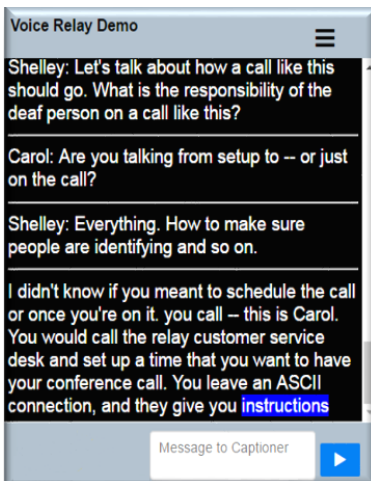 Voice Relay Demo
Shelley: Let's talk about how a call like this
should go. What is the responsibility of the
deaf person on a call like this?
Carol: Are you talking from setup to -- or just
on the call?
Shelley: Everything. How to make sure
people are identifying and so on.
I didn't know if you meant to schedule the call
or once you're on it. you call -- this is Carol.
You would call the relay customer service
desk and set up a time that you want to have
your conference call. You leave an ASCII
connection, and they give you instructions
Message to Captioner